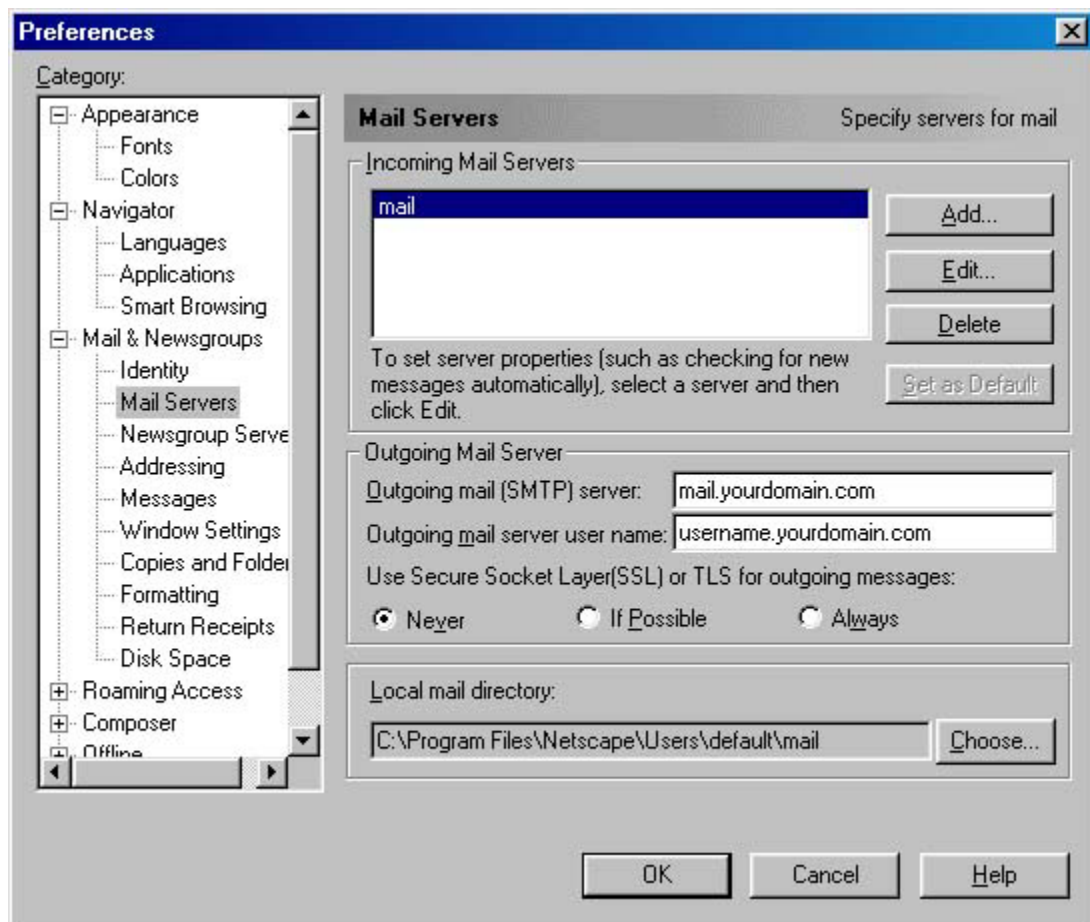 Preferences
Category:
Appearance
Fonts
Colors
Navigator
Languages
Applications
Smart Browsing
Mail & Newsgroups
Identity
Mail Servers
Newsgroup Serve
Addressing
Messages
Window Settings
Copies and Folder
Formatting
Return Receipts
Disk Space
Roaming Access
Composer
Offline
Mail Servers
Specify servers for mail
Incoming Mail Servers
mail
Add...
Edit...
Delete
Set as Default
To set server properties (such as checking for new
messages automatically), select a server and then
click Edit.
Outgoing Mail Server
Outgoing mail (SMTP) server: mail.yourdomain.com
Outgoing mail server user name: username.yourdomain.com
Use Secure Socket Layer(SSL) or TLS for outgoing messages:
Never If Possible Always
Local mail directory:
C:\Program Files\Netscape\Users\default\mail Choose...
OK Cancel Help